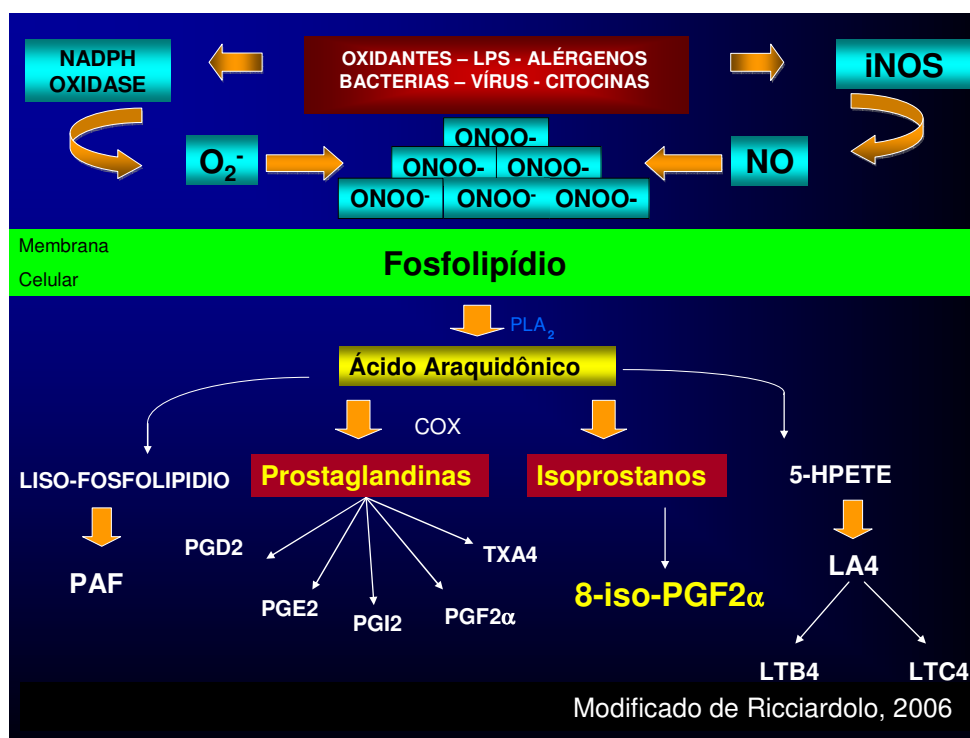 NADPH
OXIDASE
OXIDANTES – LPS - ALÉRGENOS
BACTERIAS – VÍRUS - CITOCINAS
iNOS
O2-
ONOO-
ONOO- ONOO-
ONOO- ONOO- ONOO-
NO
Membrana
Celular
Fosfolipídio
PLA2
Ácido Araquidônico
COX
LISO-FOSFOLIPIDIO
Prostaglandinas
Isoprostanos
5-HPETE
PAF
PGD2
PGE2
PGI2
PGF2α
TXA4
8-iso-PGF2α
LA4
LTB4
LTC4
Modificado de Ricciardolo, 2006